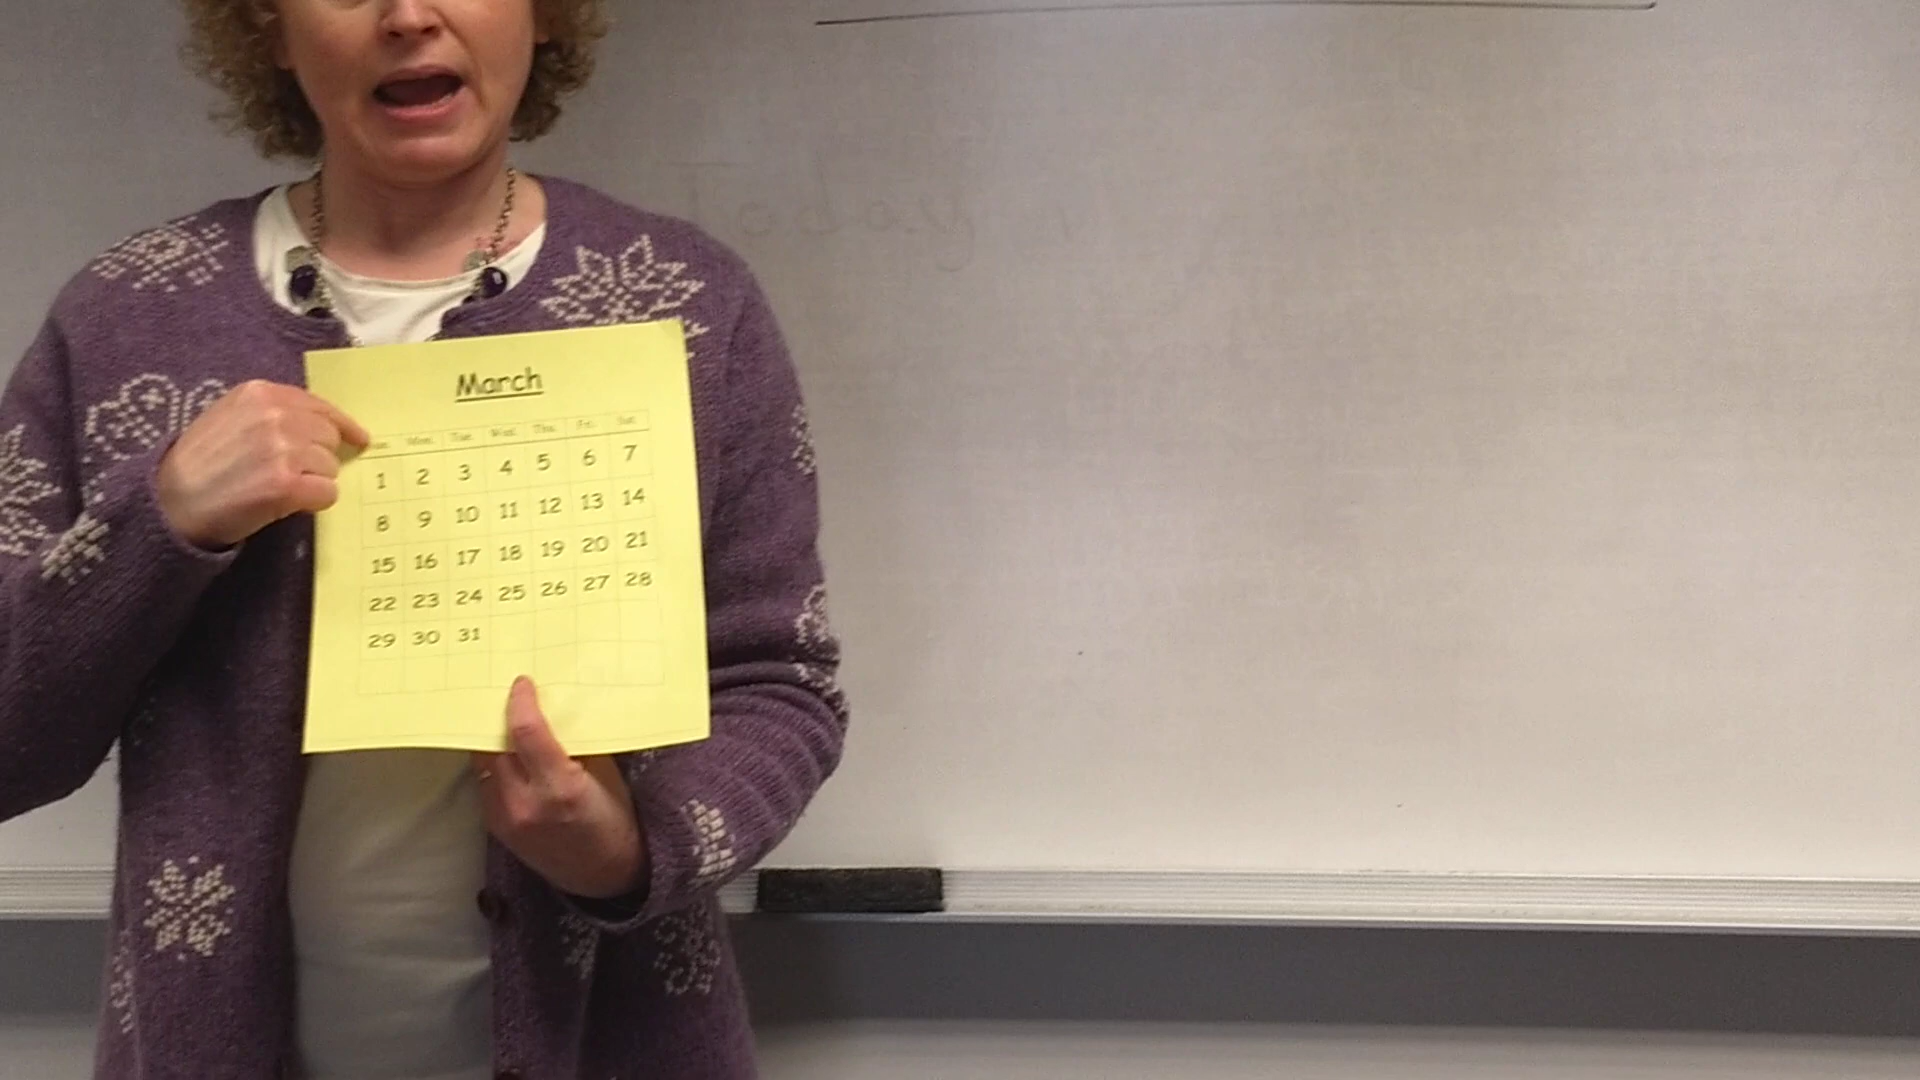 Today
March
Sun. Mon. Tue. Wed. Thu. Fri. Sat.
1 2 3 4 5 6 7
8 9 10 11 12 13 14
15 16 17 18 19 20 21
22 23 24 25 26 27 28
29 30 31